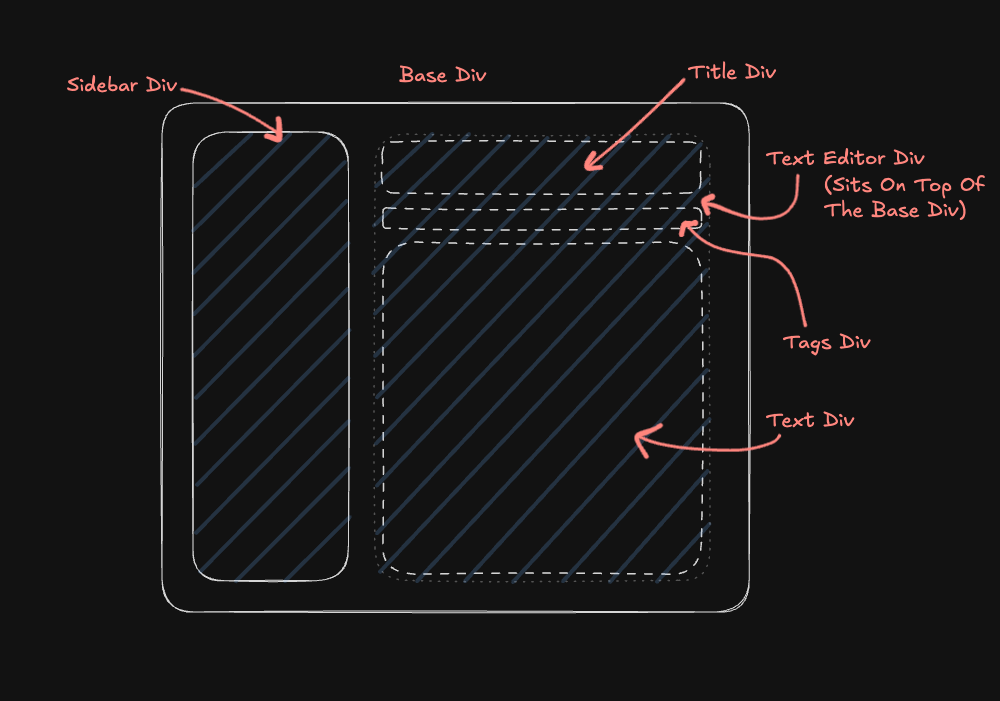 Sidebar Div
Base Div
Title Div
Text Editor Div
(Sits On Top Of
The Base Div)
Tags Div
Text Div